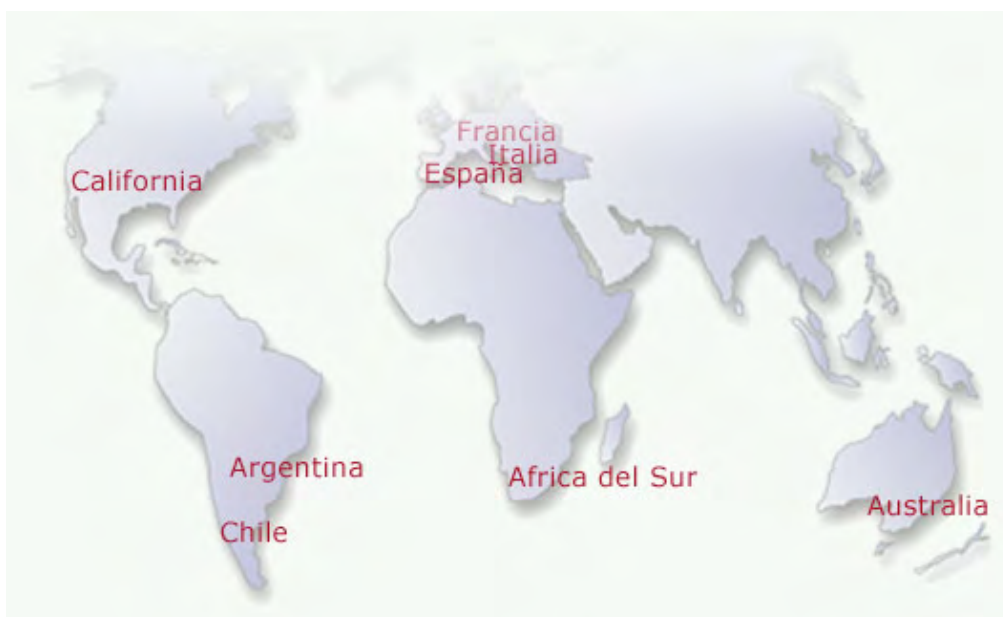 Francia
Italia
España
California
Argentina
Africa del Sur
Australia
Chile